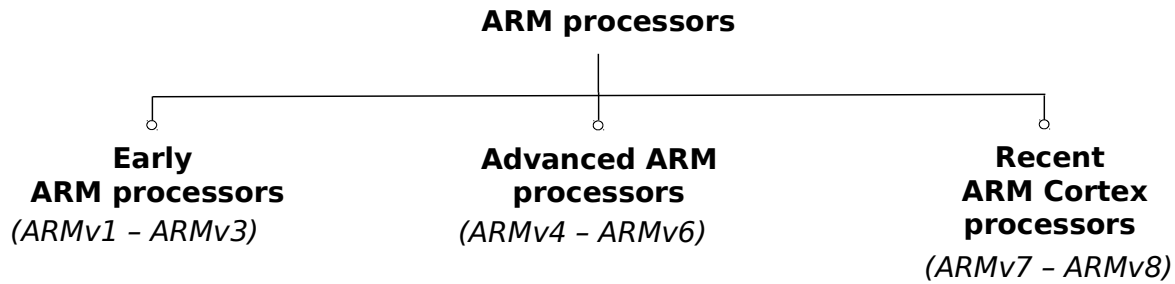 ARM processors
Early
ARM processors
(ARMv1 – ARMv3)
Advanced ARM
processors
(ARMv4 – ARMv6)
Recent
ARM Cortex
processors
(ARMv7 – ARMv8)